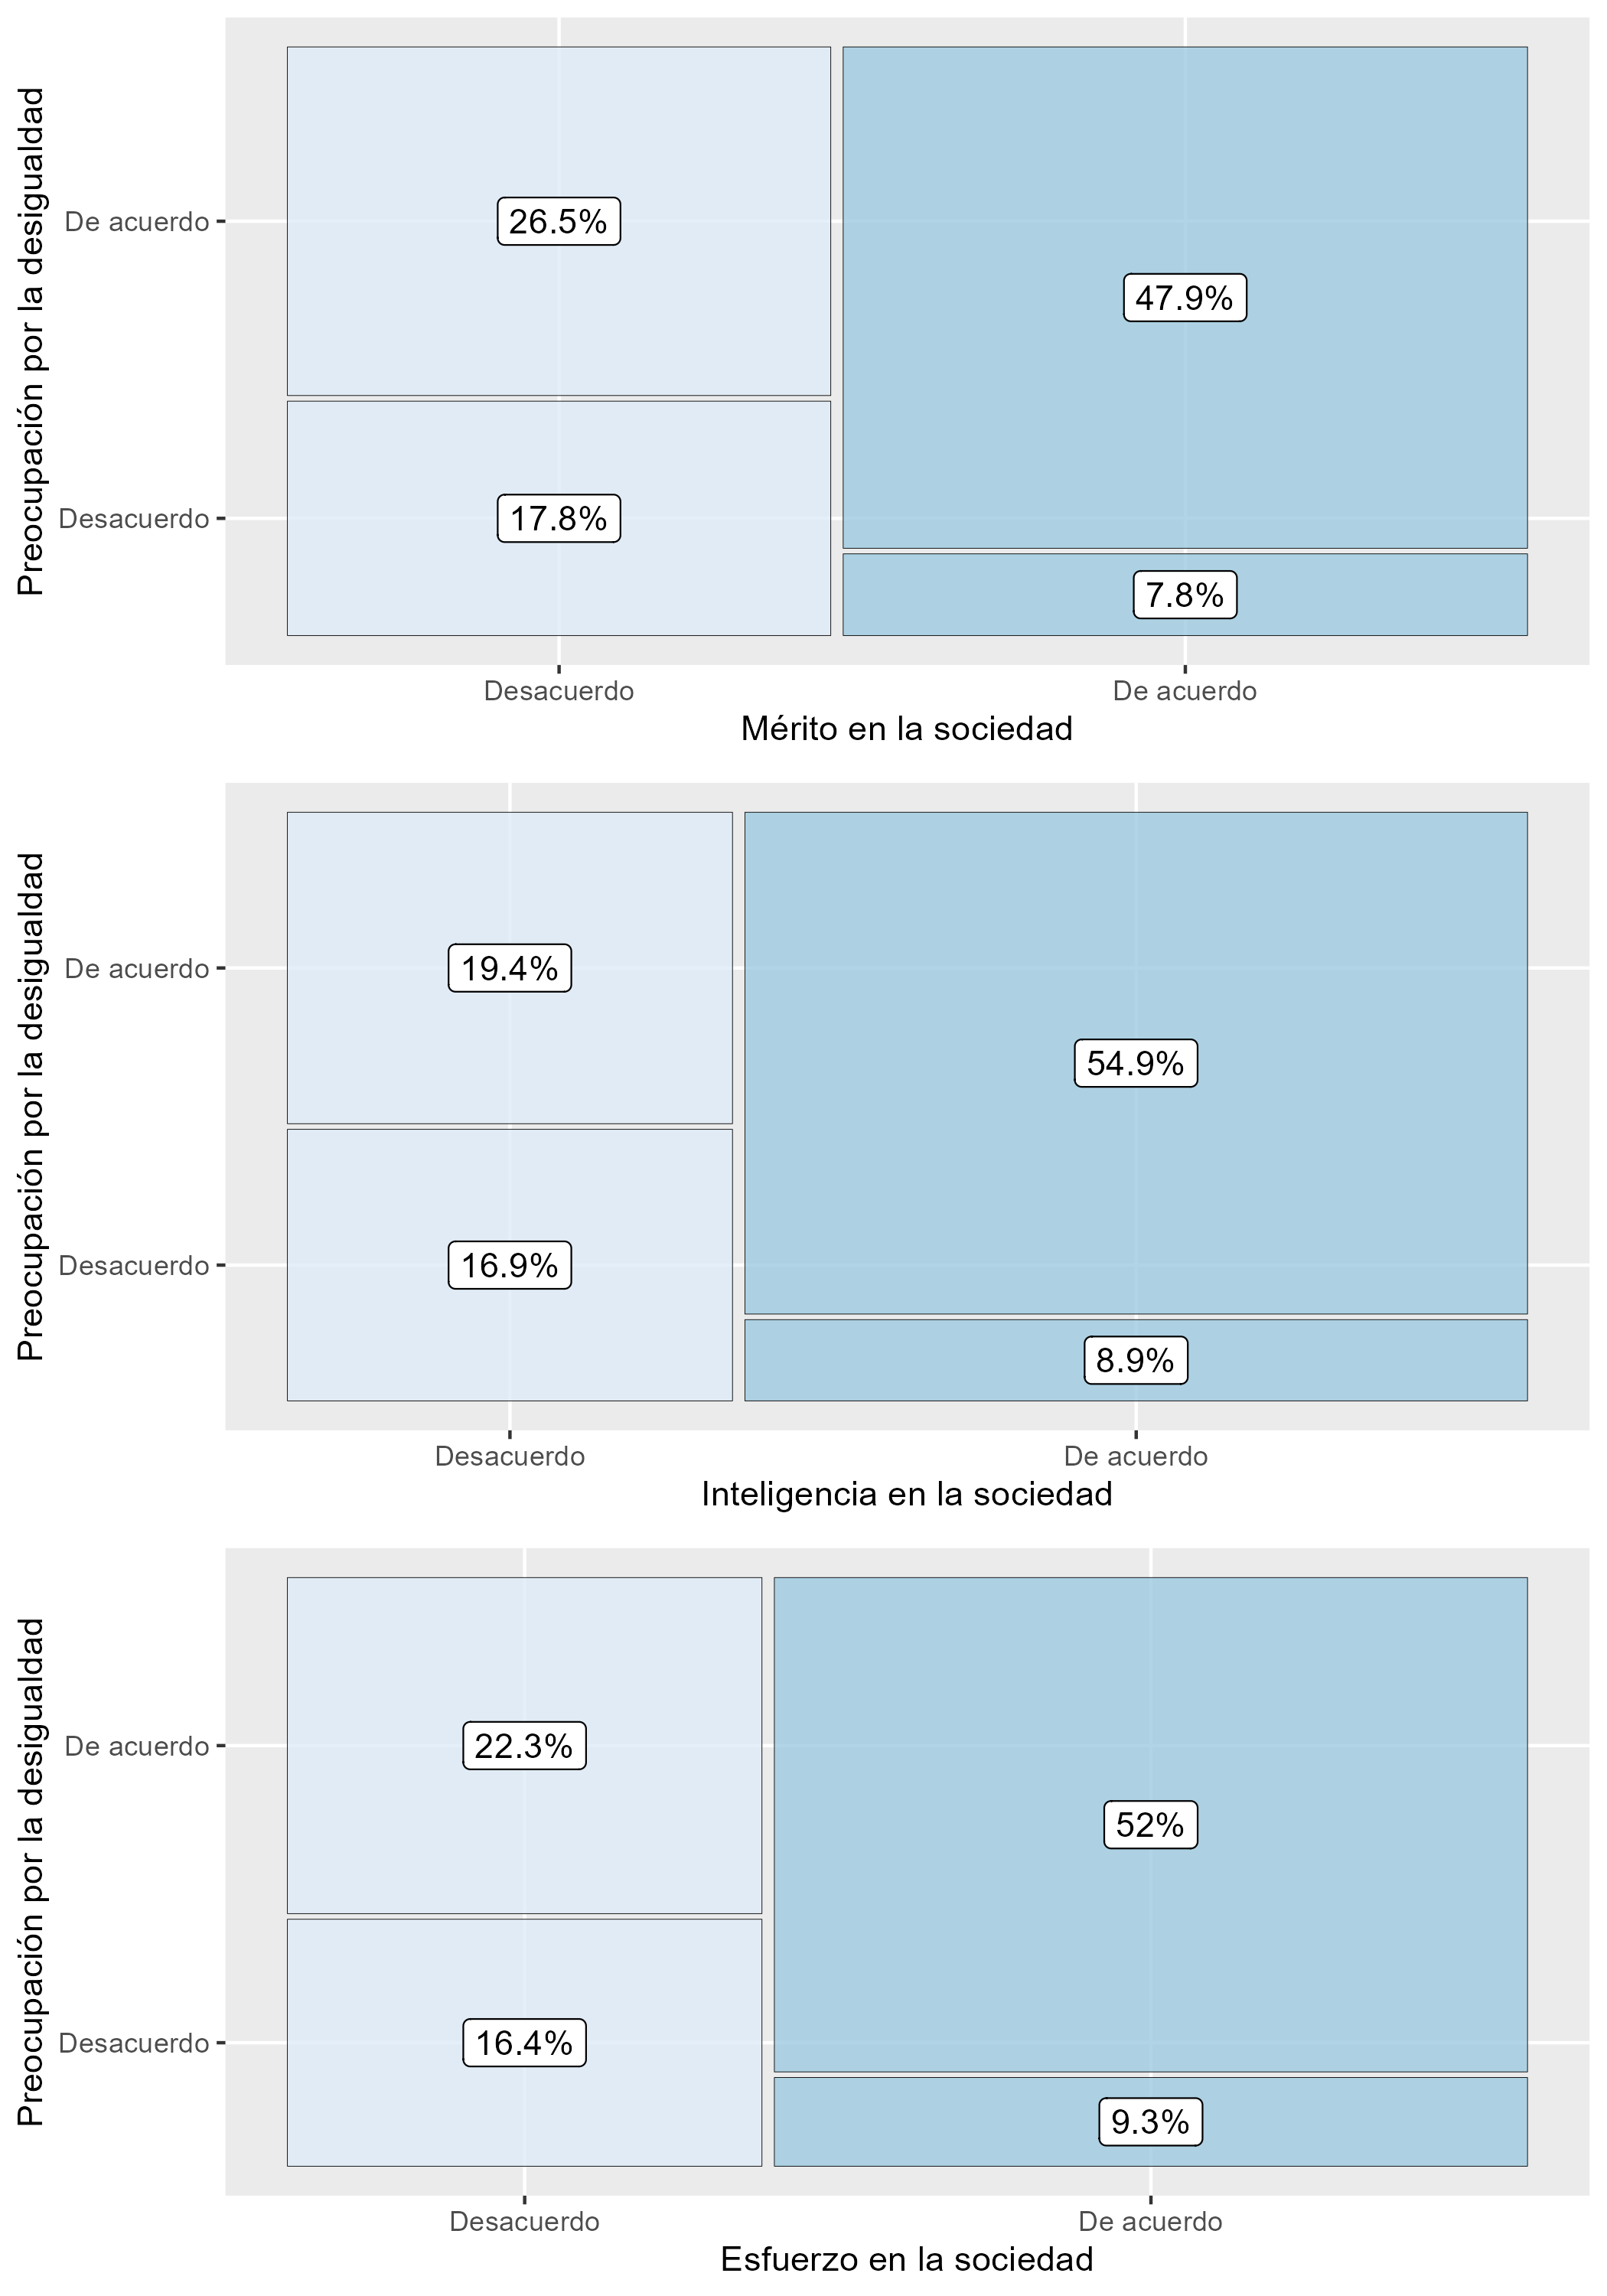 Preocupación por la desigualdad
De acuerdo
26.5%
47.9%
Desacuerdo
17.8%
7.8%
Desacuerdo
De acuerdo
Mérito en la sociedad
Preocupación por la desigualdad
De acuerdo
19.4%
54.9%
Desacuerdo
16.9%
8.9%
Desacuerdo
De acuerdo
Inteligencia en la sociedad
Preocupación por la desigualdad
De acuerdo
22.3%
52%
Desacuerdo
16.4%
9.3%
Desacuerdo
De acuerdo
Esfuerzo en la sociedad